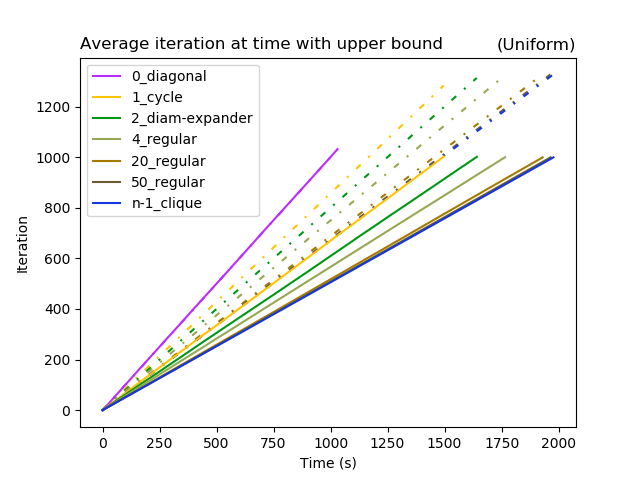 Average iteration at time with upper bound (Uniform)
0_diagonal
1_cycle
2_diam-expander
4_regular
20_regular
50_regular
n-1_clique
Iteration
1200
1000
800
600
400
200
0
0 250 500 750 1000 1250 1500 1750 2000
Time (s)